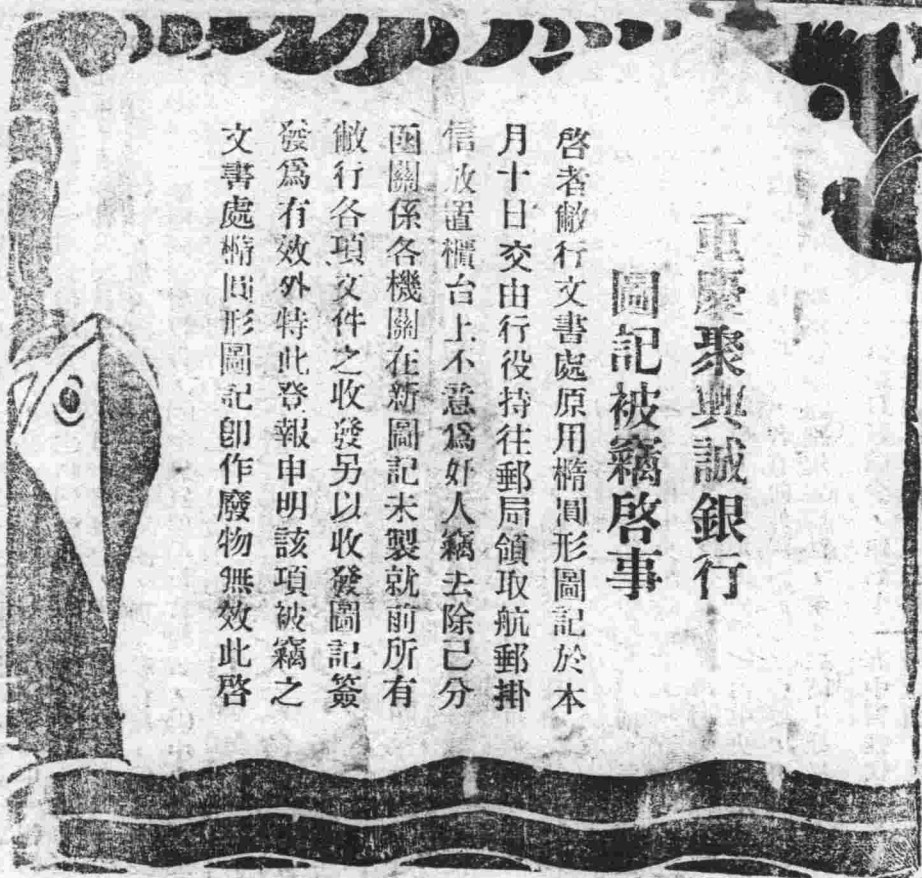 重慶聚興誠銀行
圖記被竊啓事
啓者敝行文書處原用橢圓形圖記於本
月十日交由行役持往郵局領取航郵掛
信放置櫃台上不意爲奸人竊去除已分
函關係各機關在新圖記未製就前所有
敝行各項文件之收發另以收發圖記簽
發爲有效外特此登報申明該項被竊之
文書處橢圓形圖記卽作廢物無效此啓